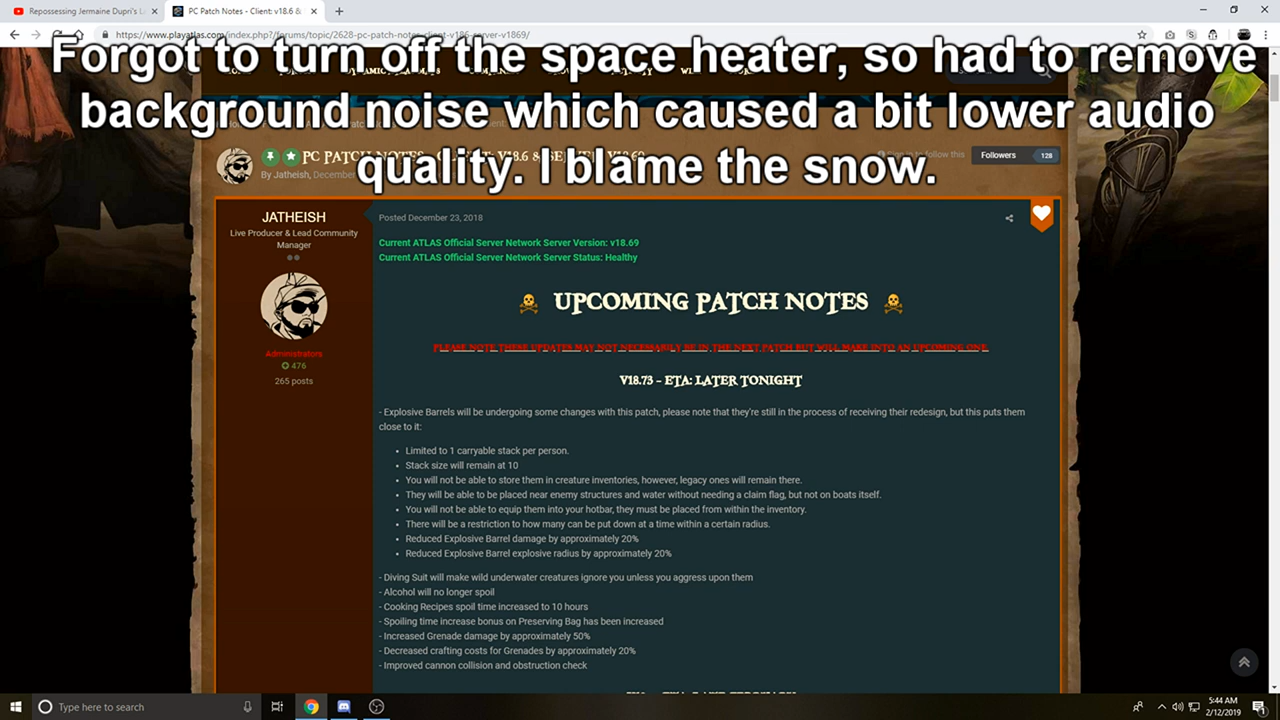 Repossessing Jermaine Dupri's L
PC Patch Notes - Client: v18.6 &
https://www.playatlas.com/index.php?/forums/topic/2628-pc-patch-notes-client-v186-server-v1869/
Forgot to turn off the space heater, so had to remove
background noise which caused a bit lower audio
quality. I blame the snow.
PC PATCH NOTES
By Jatheish, December
Sign in to follow this
Followers 128
JATHEISH
Live Producer & Lead Community
Manager
Administrators
476
265 posts
Posted December 23, 2018
Current ATLAS Official Server Network Server Version: v18.69
Current ATLAS Official Server Network Server Status: Healthy
UPCOMING PATCH NOTES
PLEASE NOTE THESE UPDATES MAY NOT NECESSARILY BE IN THE NEXT PATCH BUT WILL MAKE INTO AN UPCOMING ONE.
V18.73 - ETA: LATER TONIGHT
- Explosive Barrels will be undergoing some changes with this patch, please note that they're still in the process of receiving their redesign, but this puts them
close to it:
• Limited to 1 carryable stack per person.
• Stack size will remain at 10
• You will not be able to store them in creature inventories, however, legacy ones will remain there.
• They will be able to be placed near enemy structures and water without needing a claim flag, but not on boats itself.
• You will not be able to equip them into your hotbar, they must be placed from within the inventory.
• There will be a restriction to how many can be put down at a time within a certain radius.
• Reduced Explosive Barrel damage by approximately 20%
• Reduced Explosive Barrel explosive radius by approximately 20%
- Diving Suit will make wild underwater creatures ignore you unless you aggress upon them
- Alcohol will no longer spoil
- Cooking Recipes spoil time increased to 10 hours
- Spoiling time increase bonus on Preserving Bag has been increased
- Increased Grenade damage by approximately 50%
- Decreased crafting costs for Grenades by approximately 20%
- Improved cannon collision and obstruction check
Type here to search
5:44 AM
2/12/2019